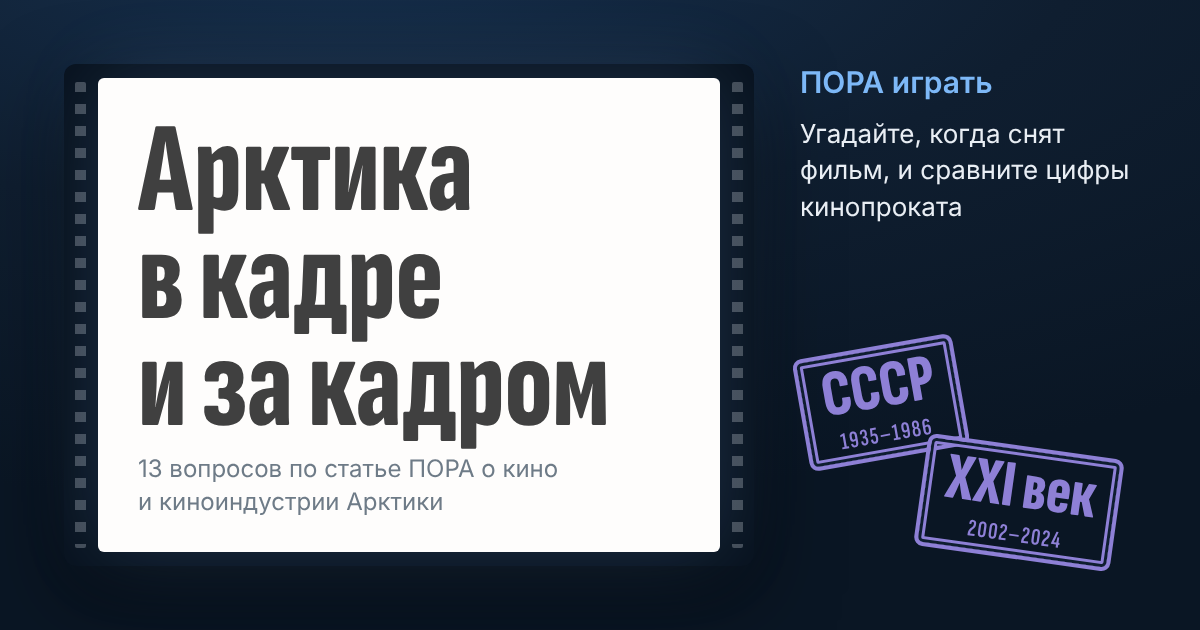 Арктика
в кадре
и за кадром
13 вопросов по статье ПОРА о кино
и киноиндустрии Арктики
ПОРА играть
Угадайте, когда снят
фильм, и сравните цифры
кинопроката
СССР
1935–1986
XXI век
2002–2024